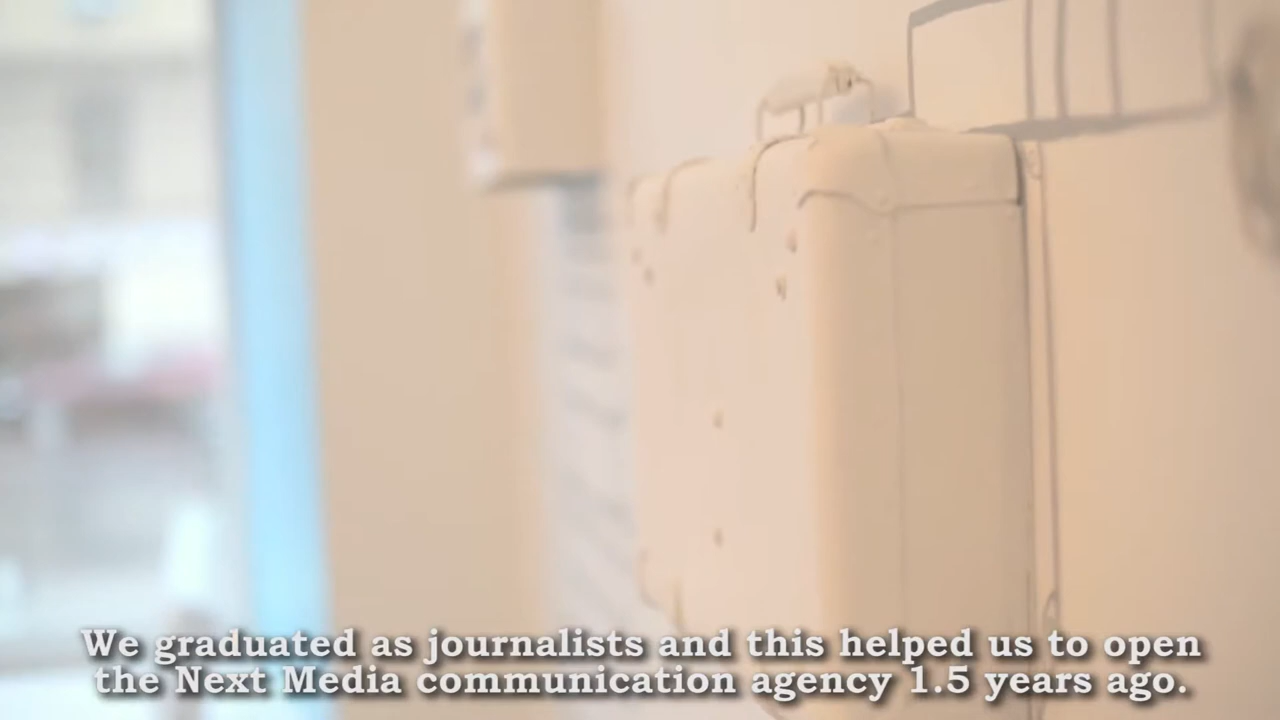 We graduated as journalists and this helped us to open
the Next Media communication agency 1.5 years ago.